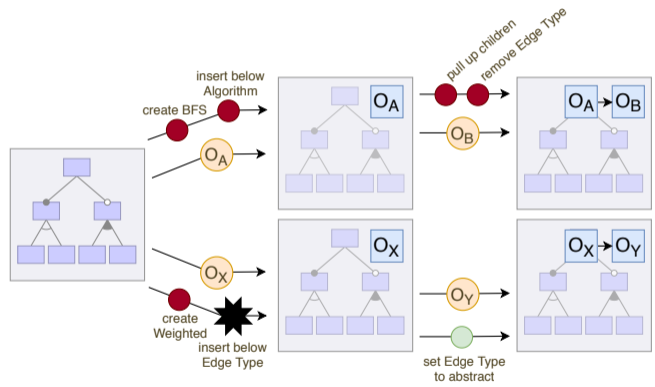 pull up children
remove Edge Type
insert below
Algorithm
create BFS
OA
OA
OB
OA
OB
OX
OX
OY
OX
OY
create
Weighted
insert below
Edge Type
set Edge Type
to abstract